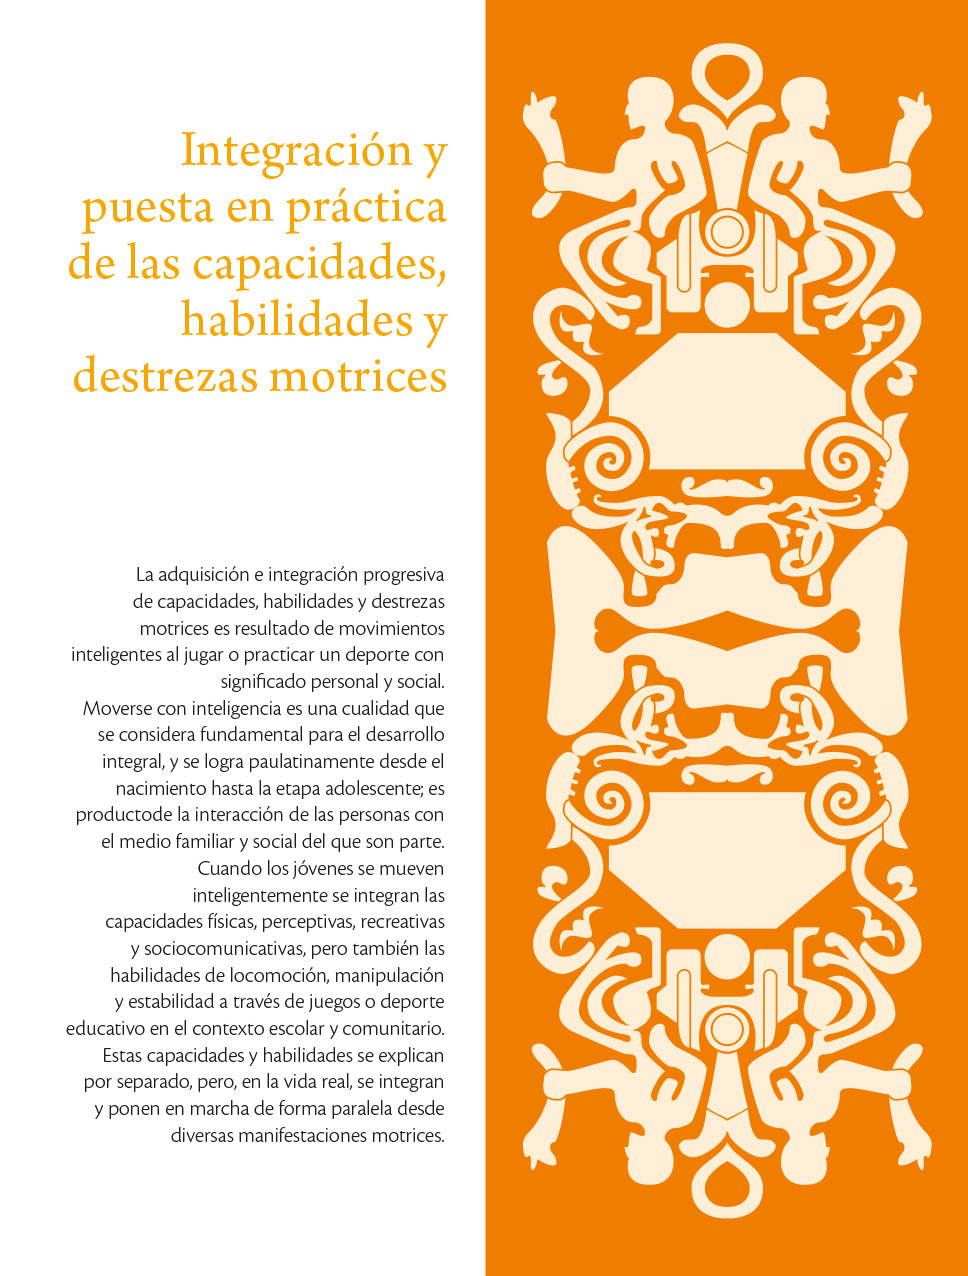 Integración y
puesta en práctica
de las capacidades,
habilidades y
destrezas motrices
La adquisición e integración progresiva
de capacidades, habilidades y destrezas
motrices es resultado de movimientos
inteligentes al jugar o practicar un deporte con
significado personal y social.
Moverse con inteligencia es una cualidad que
se considera fundamental para el desarrollo
integral, y se logra paulatinamente desde el
nacimiento hasta la etapa adolescente; es
productode la interacción de las personas con
el medio familiar y social del que son parte.
Cuando los jóvenes se mueven
inteligentemente se integran las
capacidades físicas, perceptivas, recreativas
y sociocomunicativas, pero también las
habilidades de locomoción, manipulación
y estabilidad a través de juegos o deporte
educativo en el contexto escolar y comunitario.
Estas capacidades y habilidades se explican
por separado, pero, en la vida real, se integran
y ponen en marcha de forma paralela desde
diversas manifestaciones motrices.